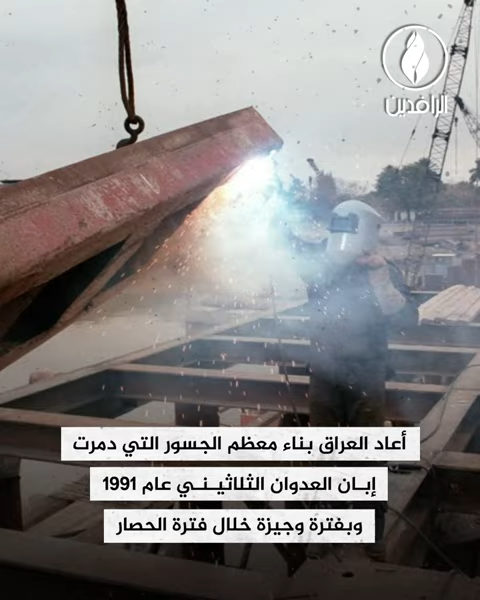 الرافدين
أعاد العراق بناء معظم الجسور التي دمرت
إبـان العدوان الثلاثيـنـي عام 1991
وبفترة وجيزة خلال فترة الحصار